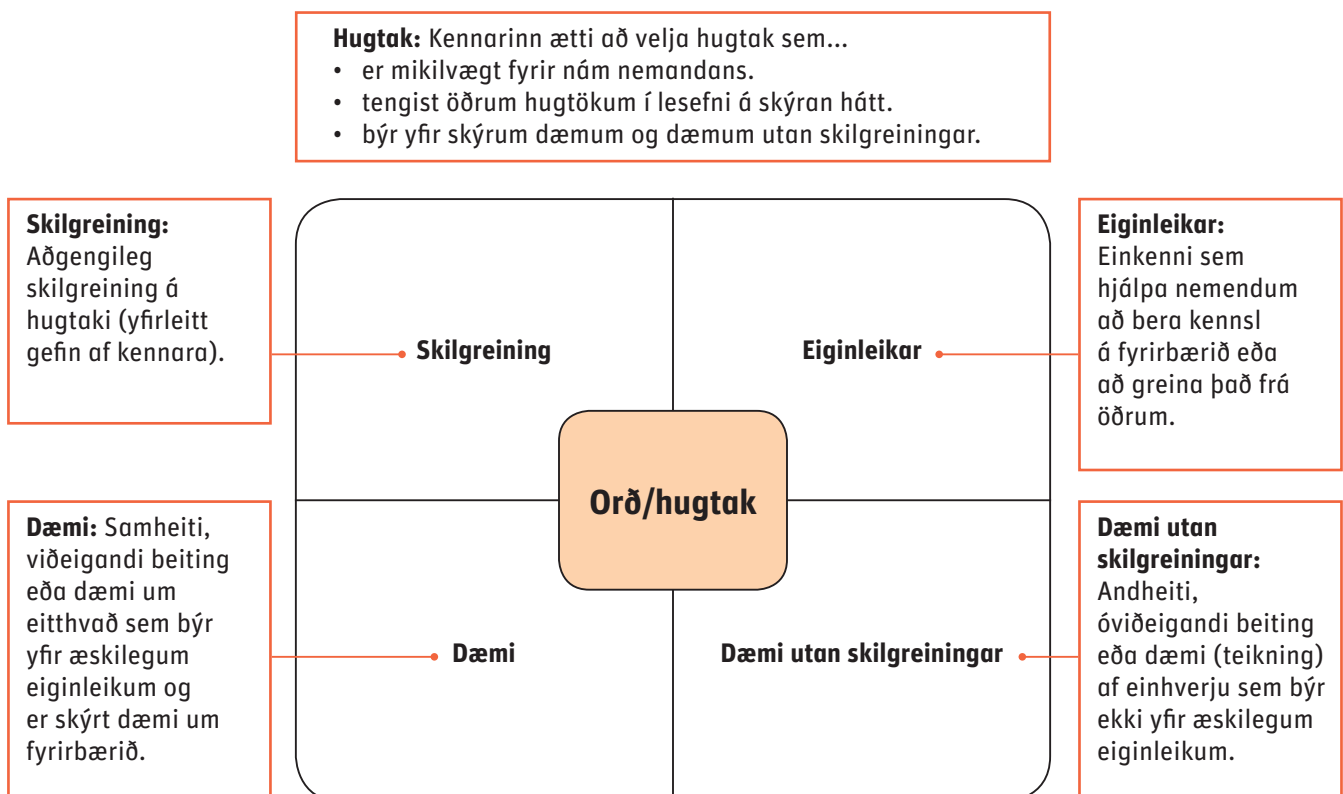 Hugtak: Kennarinn ætti að velja hugtak sem...
• er mikilvægt fyrir nám nemandans.
• tengist öðrum hugtökum í lesefni á skýran hátt.
• býr yfir skýrum dæmum og dæmum utan skilgreiningar.
Skilgreining:
Aðgengileg
skilgreining á
hugtaki (yfirleitt
gefin af kennara).
Skilgreining
Eiginleikar
Eiginleikar:
Einkenni sem
hjálpa nemendum
að bera kennsl
á fyrirbærið eða
að greina það frá
öðrum.
Orð/hugtak
Dæmi: Samheiti,
viðeigandi beiting
eða dæmi um
eitthvað sem býr
yfir æskilegum
eiginleikum og
er skýrt dæmi um
fyrirbærið.
Dæmi
Dæmi utan skilgreiningar
Dæmi utan
skilgreiningar:
Andheiti,
óviðeigandi beiting
eða dæmi (teikning)
af einhverju sem býr
ekki yfir æskilegum
eiginleikum.